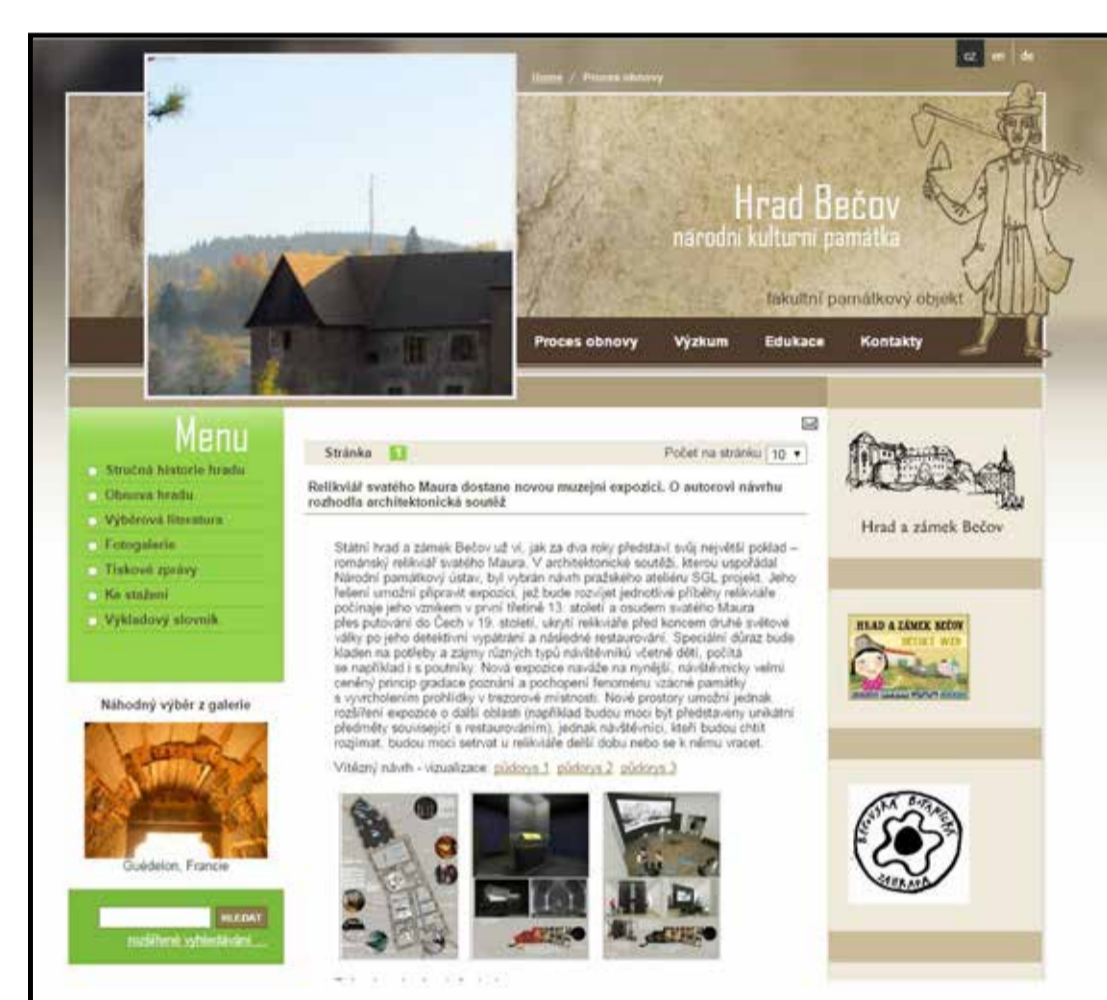 cz en de
Home / Proces obnovy
Hrad Bečov
národní kulturní památka
fakultní památkový objekt
Proces obnovy Výzkum Edukace Kontakty
Menu
Stručná historie hradu
Obnova hradu
Výběrová literatura
Fotogalerie
Tiskové zprávy
Ke stažení
Výkladový slovník
Náhodný výběr z galerie
Guédelon, Francie
HLEDAT
rozšířené vyhledávání ...
Stránka 1 Počet na stránku 10
Relikviář svatého Maura dostane novou muzejní expozici. O autorovi návrhu
rozhodla architektonická soutěž
Státní hrad a zámek Bečov už ví, jak za dva roky představí svůj největší poklad –
románský relikviář svatého Maura. V architektonické soutěži, kterou uspořádal
Národní památkový ústav, byl vybrán návrh pražského ateliéru SGL projekt. Jeho
řešení umožní připravit expozici, jež bude rozvíjet jednotlivé příběhy relikviáře
počínaje jeho vznikem v první třetině 13. století a osudem svatého Maura
přes putování do Čech v 19. století, ukrytí relikviáře před koncem druhé světové
války po jeho detektivní vypátrání a následné restaurování. Speciální důraz bude
kladen na potřeby a zájmy různých typů návštěvníků včetně dětí, počítá
se například i s poutníky. Nová expozice naváže na nynější, návštěvnicky velmi
ceněný princip gradace poznání a pochopení fenoménu vzácné památky
s vyvrcholením prohlídky v trezorové místnosti. Nové prostory umožní jednak
rozšíření expozice o další oblasti (například budou moci být představeny unikátní
předměty související s restaurováním), jednak návštěvníci, kteří budou chtít
rozjímat, budou moci setrvat u relikviáře delší dobu nebo se k němu vracet.
Vítězný návrh - vizualizace půdorys 1 půdorys 2 půdorys 3
Hrad a zámek Bečov
HRAD A ZÁMEK BEČOV
DĚTSKÝ WEB
BEČOVSKÁ BOTANICKÁ
ZAHRADA